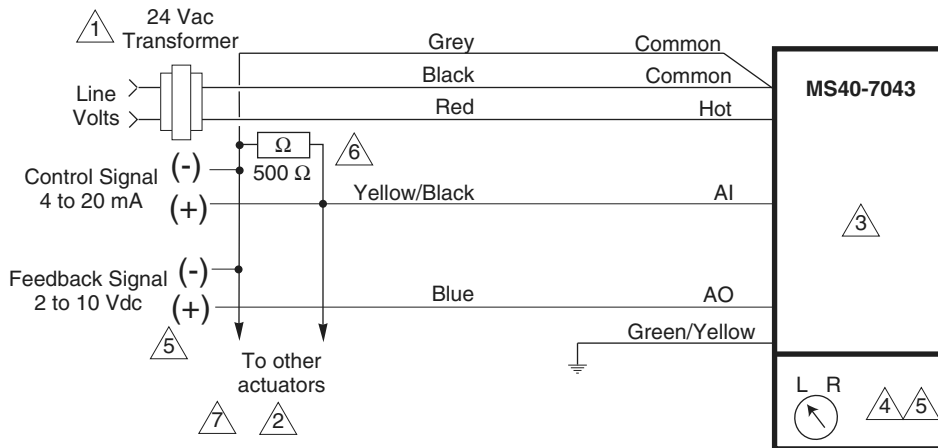 1
24 Vac
Transformer
Grey
Common
Black
Common
MS40-7043
Line
Volts
Red
Hot
Ω
500 Ω
6
Control Signal
4 to 20 mA
(-)
(+)
Yellow/Black
AI
3
Feedback Signal
2 to 10 Vdc
(-)
(+)
Blue
AO
5
Green/Yellow
To other
actuators
7
2
L R
4 5